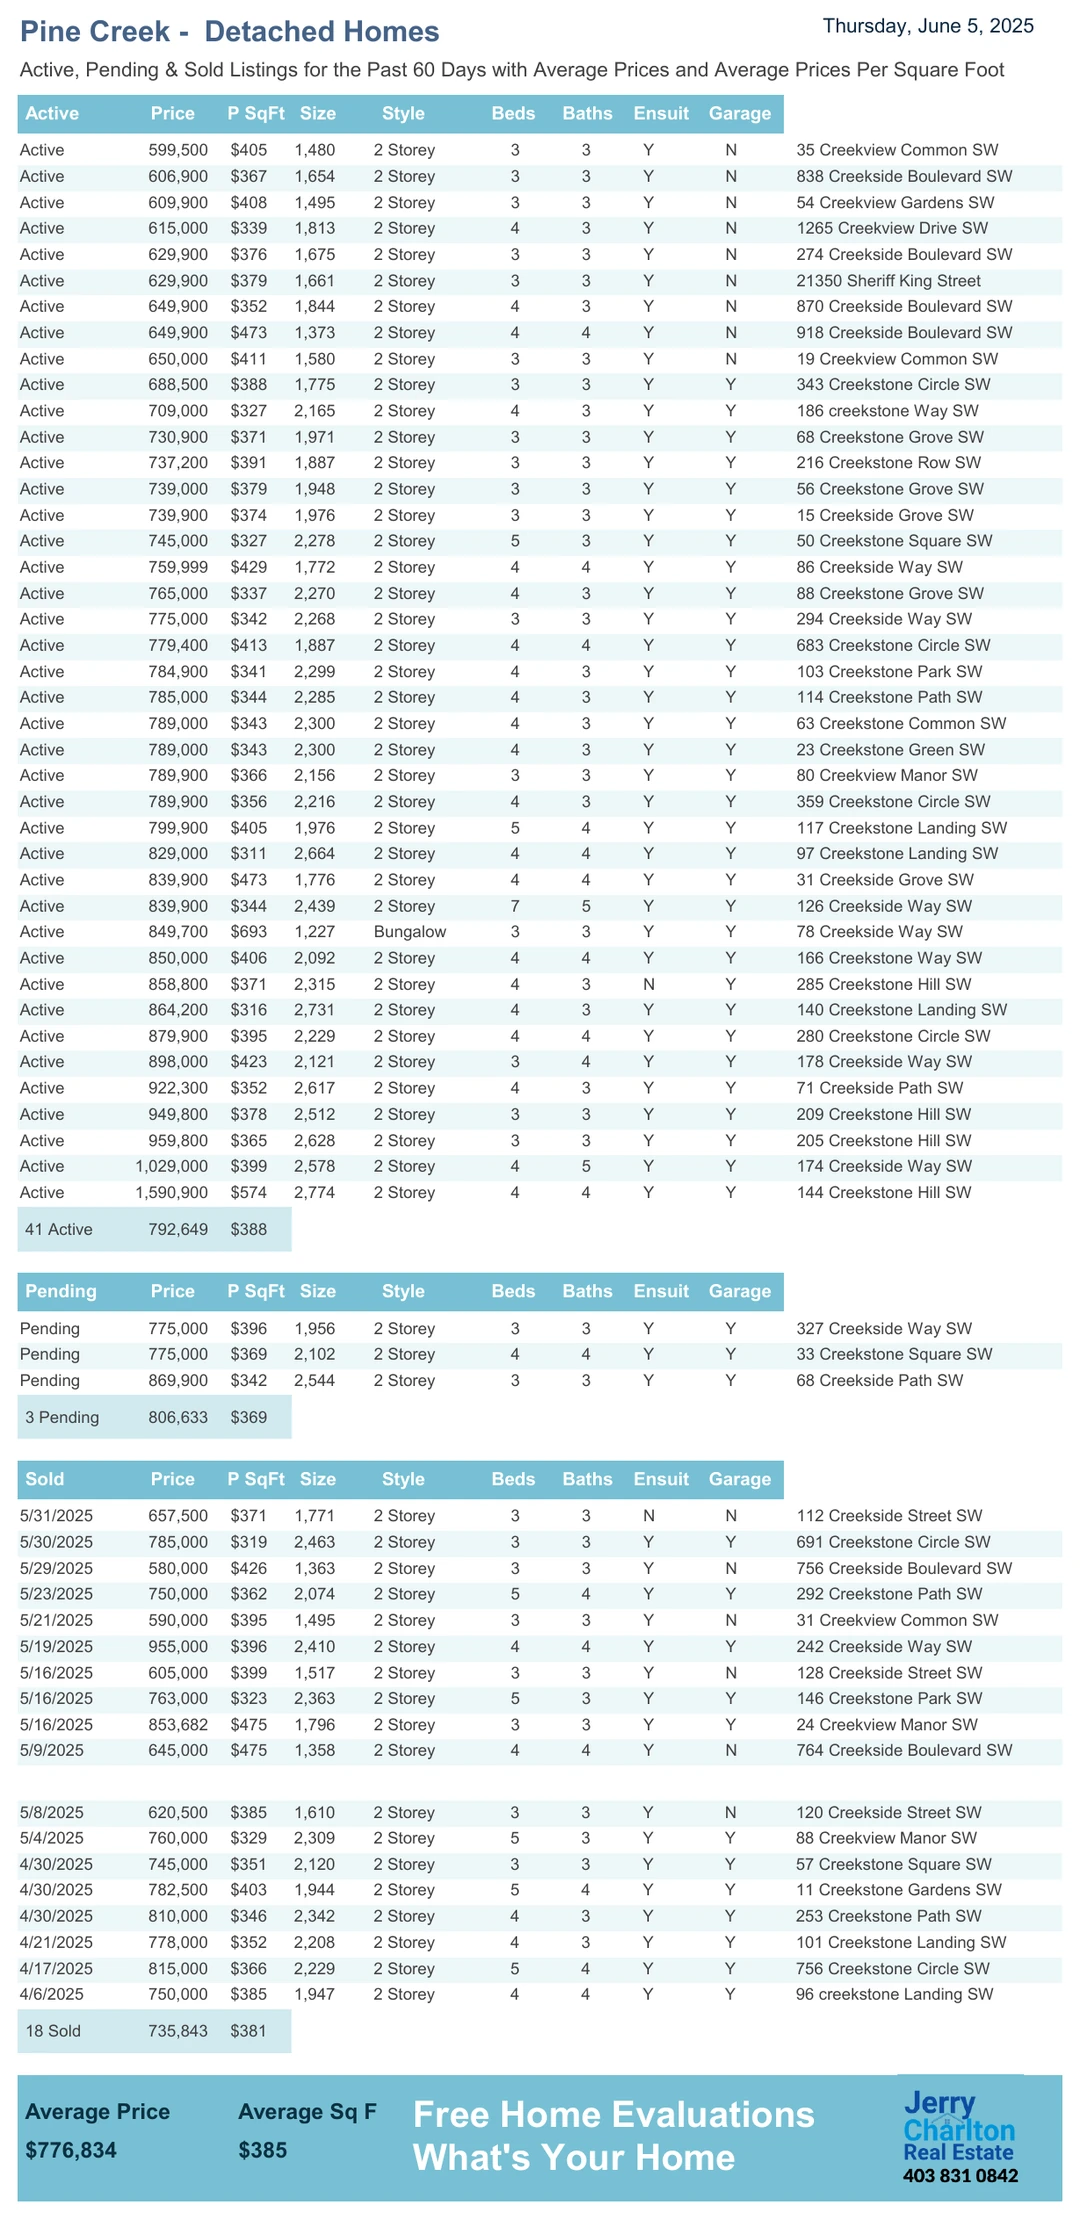 Pine Creek - Detached Homes
Thursday, June 5, 2025
Active, Pending & Sold Listings for the Past 60 Days with Average Prices and Average Prices Per Square Foot
Active Price P SqFt Size Style Beds Baths Ensuit Garage
Active 599,500 $405 1,480 2 Storey 3 3 Y N 35 Creekview Common SW
Active 606,900 $367 1,654 2 Storey 3 3 Y N 838 Creekside Boulevard SW
Active 609,900 $408 1,495 2 Storey 3 3 Y N 54 Creekview Gardens SW
Active 615,000 $339 1,813 2 Storey 4 3 Y N 1265 Creekview Drive SW
Active 629,900 $376 1,675 2 Storey 3 3 Y N 274 Creekside Boulevard SW
Active 629,900 $379 1,661 2 Storey 3 3 Y N 21350 Sheriff King Street
Active 649,900 $352 1,844 2 Storey 4 3 Y N 870 Creekside Boulevard SW
Active 649,900 $473 1,373 2 Storey 4 4 Y N 918 Creekside Boulevard SW
Active 650,000 $411 1,580 2 Storey 3 3 Y N 19 Creekview Common SW
Active 688,500 $388 1,775 2 Storey 3 3 Y Y 343 Creekstone Circle SW
Active 709,000 $327 2,165 2 Storey 4 3 Y Y 186 creekstone Way SW
Active 730,900 $371 1,971 2 Storey 3 3 Y Y 68 Creekstone Grove SW
Active 737,200 $391 1,887 2 Storey 3 3 Y Y 216 Creekstone Row SW
Active 739,000 $379 1,948 2 Storey 3 3 Y Y 56 Creekstone Grove SW
Active 739,900 $374 1,976 2 Storey 3 3 Y Y 15 Creekside Grove SW
Active 745,000 $327 2,278 2 Storey 5 3 Y Y 50 Creekstone Square SW
Active 759,999 $429 1,772 2 Storey 4 4 Y Y 86 Creekside Way SW
Active 765,000 $337 2,270 2 Storey 4 3 Y Y 88 Creekstone Grove SW
Active 775,000 $342 2,268 2 Storey 3 3 Y Y 294 Creekside Way SW
Active 779,400 $413 1,887 2 Storey 4 4 Y Y 683 Creekstone Circle SW
Active 784,900 $341 2,299 2 Storey 4 3 Y Y 103 Creekstone Park SW
Active 785,000 $344 2,285 2 Storey 4 3 Y Y 114 Creekstone Path SW
Active 789,000 $343 2,300 2 Storey 4 3 Y Y 63 Creekstone Common SW
Active 789,000 $343 2,300 2 Storey 4 3 Y Y 23 Creekstone Green SW
Active 789,900 $366 2,156 2 Storey 3 3 Y Y 80 Creekview Manor SW
Active 789,900 $356 2,216 2 Storey 4 3 Y Y 359 Creekstone Circle SW
Active 799,900 $405 1,976 2 Storey 5 4 Y Y 117 Creekstone Landing SW
Active 829,000 $311 2,664 2 Storey 4 4 Y Y 97 Creekstone Landing SW
Active 839,900 $473 1,776 2 Storey 4 4 Y Y 31 Creekside Grove SW
Active 839,900 $344 2,439 2 Storey 7 5 Y Y 126 Creekside Way SW
Active 849,700 $693 1,227 Bungalow 3 3 Y Y 78 Creekside Way SW
Active 850,000 $406 2,092 2 Storey 4 4 Y Y 166 Creekstone Way SW
Active 858,800 $371 2,315 2 Storey 4 3 N Y 285 Creekstone Hill SW
Active 864,200 $316 2,731 2 Storey 4 3 Y Y 140 Creekstone Landing SW
Active 879,900 $395 2,229 2 Storey 4 4 Y Y 280 Creekstone Circle SW
Active 898,000 $423 2,121 2 Storey 3 4 Y Y 178 Creekside Way SW
Active 922,300 $352 2,617 2 Storey 4 3 Y Y 71 Creekside Path SW
Active 949,800 $378 2,512 2 Storey 3 3 Y Y 209 Creekstone Hill SW
Active 959,800 $365 2,628 2 Storey 3 3 Y Y 205 Creekstone Hill SW
Active 1,029,000 $399 2,578 2 Storey 4 5 Y Y 174 Creekside Way SW
Active 1,590,900 $574 2,774 2 Storey 4 4 Y Y 144 Creekstone Hill SW
41 Active 792,649 $388
Pending Price P SqFt Size Style Beds Baths Ensuit Garage
Pending 775,000 $396 1,956 2 Storey 3 3 Y Y 327 Creekside Way SW
Pending 775,000 $369 2,102 2 Storey 4 4 Y Y 33 Creekstone Square SW
Pending 869,900 $342 2,544 2 Storey 3 3 Y Y 68 Creekside Path SW
3 Pending 806,633 $369
Sold Price P SqFt Size Style Beds Baths Ensuit Garage
5/31/2025 657,500 $371 1,771 2 Storey 3 3 N N 112 Creekside Street SW
5/30/2025 785,000 $319 2,463 2 Storey 3 3 Y Y 691 Creekstone Circle SW
5/29/2025 580,000 $426 1,363 2 Storey 3 3 Y N 756 Creekside Boulevard SW
5/23/2025 750,000 $362 2,074 2 Storey 5 4 Y Y 292 Creekstone Path SW
5/21/2025 590,000 $395 1,495 2 Storey 3 3 Y N 31 Creekview Common SW
5/19/2025 955,000 $396 2,410 2 Storey 4 4 Y Y 242 Creekside Way SW
5/16/2025 605,000 $399 1,517 2 Storey 3 3 Y N 128 Creekside Street SW
5/16/2025 763,000 $323 2,363 2 Storey 5 3 Y Y 146 Creekstone Park SW
5/16/2025 853,682 $475 1,796 2 Storey 3 3 Y Y 24 Creekview Manor SW
5/9/2025 645,000 $475 1,358 2 Storey 4 4 Y N 764 Creekside Boulevard SW
5/8/2025 620,500 $385 1,610 2 Storey 3 3 Y N 120 Creekside Street SW
5/4/2025 760,000 $329 2,309 2 Storey 5 3 Y Y 88 Creekview Manor SW
4/30/2025 745,000 $351 2,120 2 Storey 3 3 Y Y 57 Creekstone Square SW
4/30/2025 782,500 $403 1,944 2 Storey 5 4 Y Y 11 Creekstone Gardens SW
4/30/2025 810,000 $346 2,342 2 Storey 4 3 Y Y 253 Creekstone Path SW
4/21/2025 778,000 $352 2,208 2 Storey 4 3 Y Y 101 Creekstone Landing SW
4/17/2025 815,000 $366 2,229 2 Storey 5 4 Y Y 756 Creekstone Circle SW
4/6/2025 750,000 $385 1,947 2 Storey 4 4 Y Y 96 creekstone Landing SW
18 Sold 735,843 $381
Average Price Average Sq F
$776,834 $385
Free Home Evaluations
What's Your Home
Jerry
Charlton
Real Estate
403 831 0842